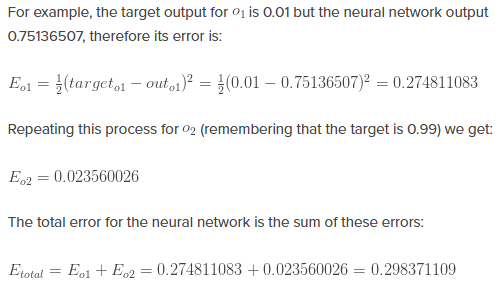 For example, the target output for o₁ is 0.01 but the neural network output
0.75136507, therefore its error is:
E_{o1} = ½(target_{o1} − out_{o1})² = ½(0.01 − 0.75136507)² = 0.274811083
Repeating this process for o₂ (remembering that the target is 0.99) we get:
E_{o2} = 0.023560026
The total error for the neural network is the sum of these errors:
E_{total} = E_{o1} + E_{o2} = 0.274811083 + 0.023560026 = 0.298371109